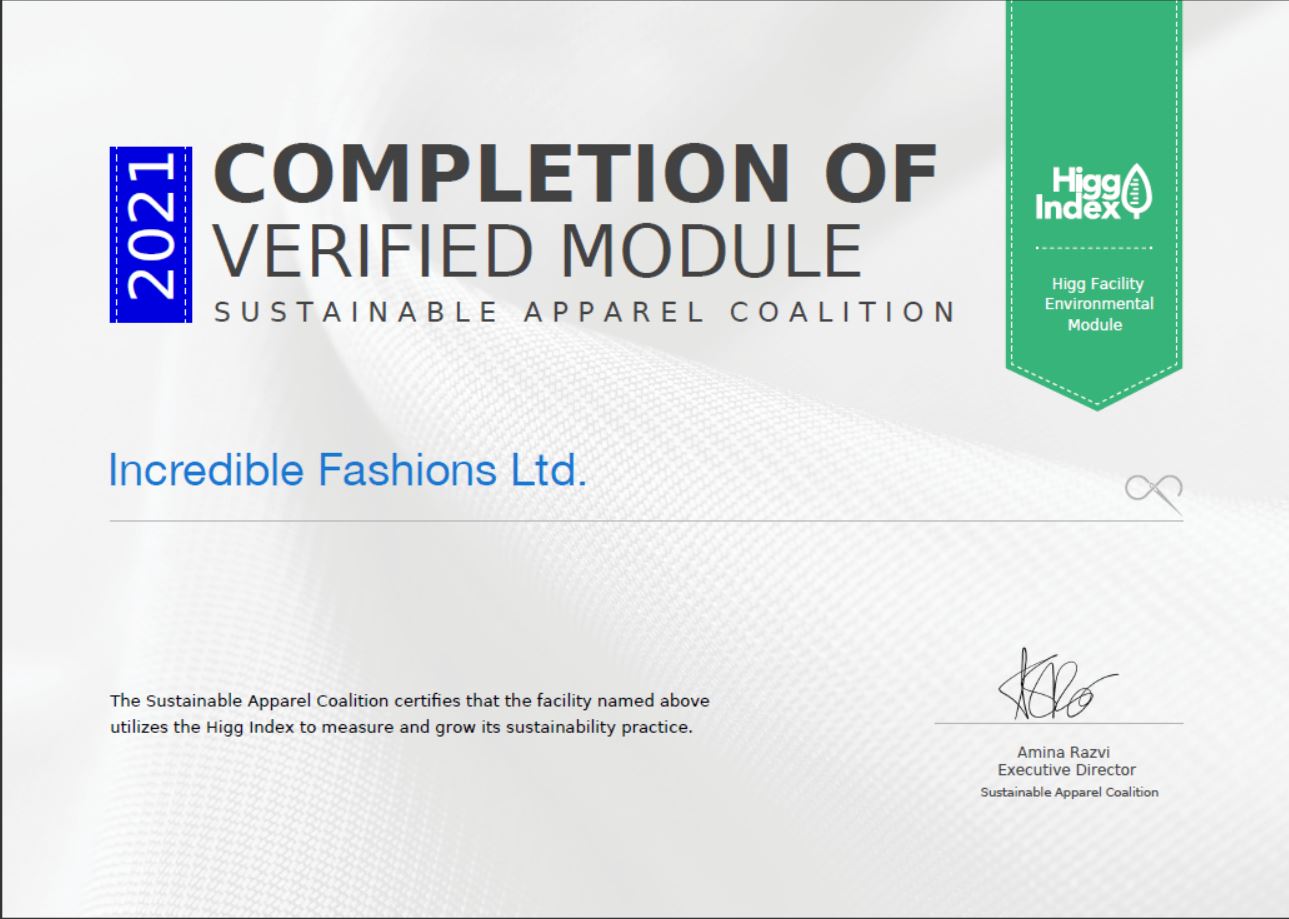 2021
COMPLETION OF
VERIFIED MODULE
SUSTAINABLE APPAREL COALITION
Higg
Index
Higg Facility
Environmental
Module
Incredible Fashions Ltd.
The Sustainable Apparel Coalition certifies that the facility named above
utilizes the Higg Index to measure and grow its sustainability practice.
Amina Razvi
Executive Director
Sustainable Apparel Coalition